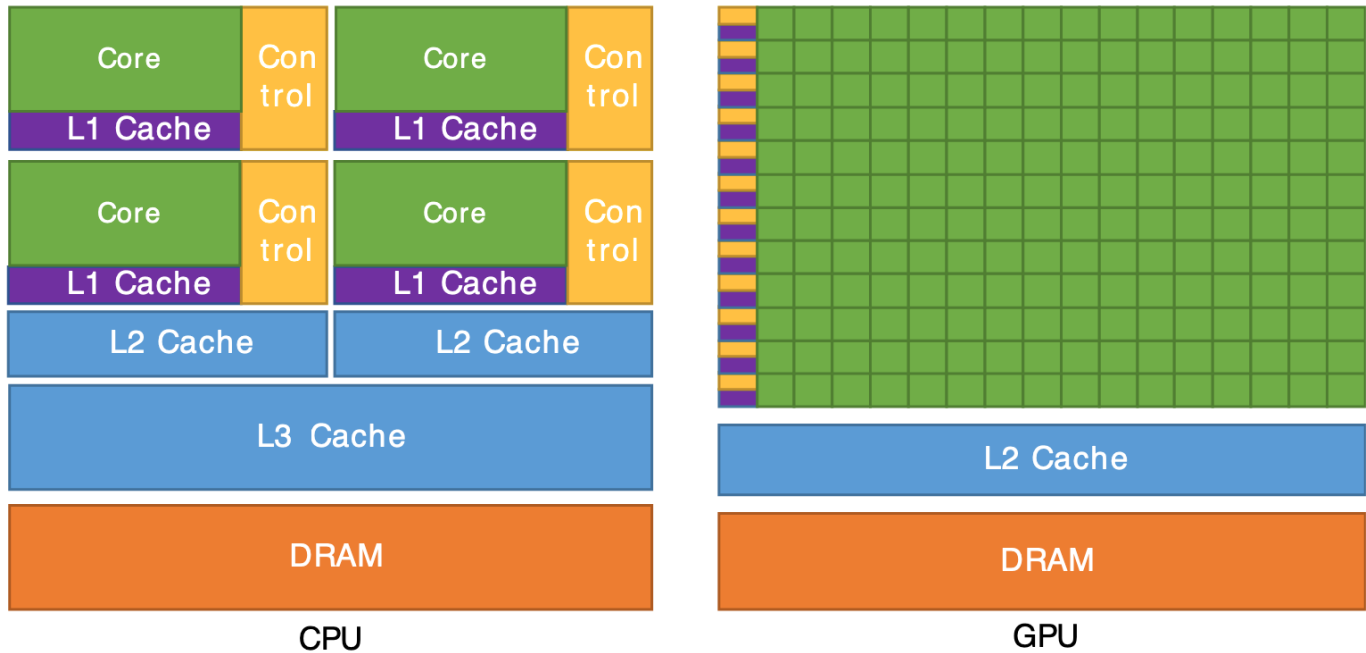 Core
Con
trol
L1 Cache
Core
Con
trol
L1 Cache
Core
Con
trol
L1 Cache
Core
Con
trol
L1 Cache
L2 Cache
L2 Cache
L3 Cache
DRAM
CPU
L2 Cache
DRAM
GPU